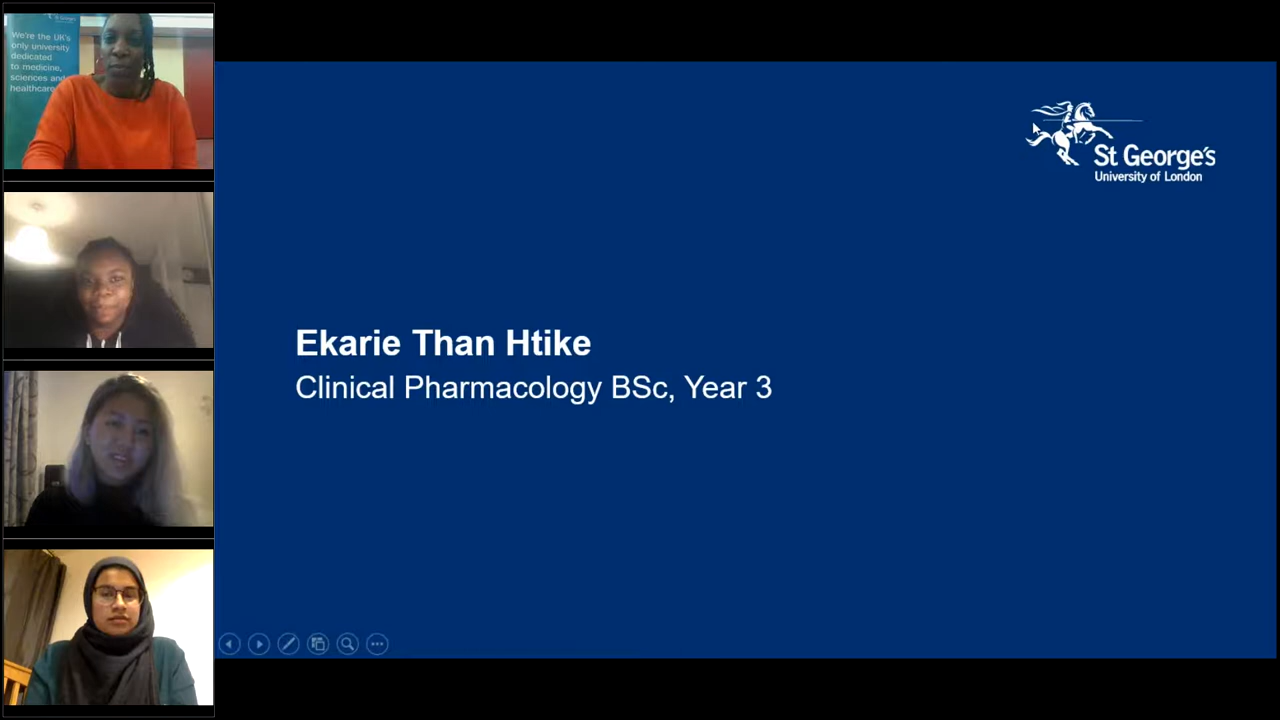 We're the UK's
only university
dedicated
to medicine,
sciences and
healthcare
St George's
University of London
Ekarie Than Htike
Clinical Pharmacology BSc, Year 3